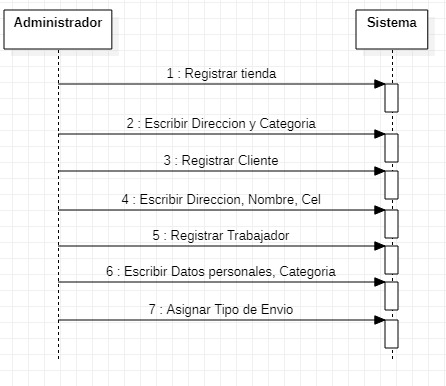 Administrador
Sistema
1 : Registrar tienda
2 : Escribir Direccion y Categoria
3 : Registrar Cliente
4 : Escribir Direccion, Nombre, Cel
5 : Registrar Trabajador
6 : Escribir Datos personales, Categoria
7 : Asignar Tipo de Envio